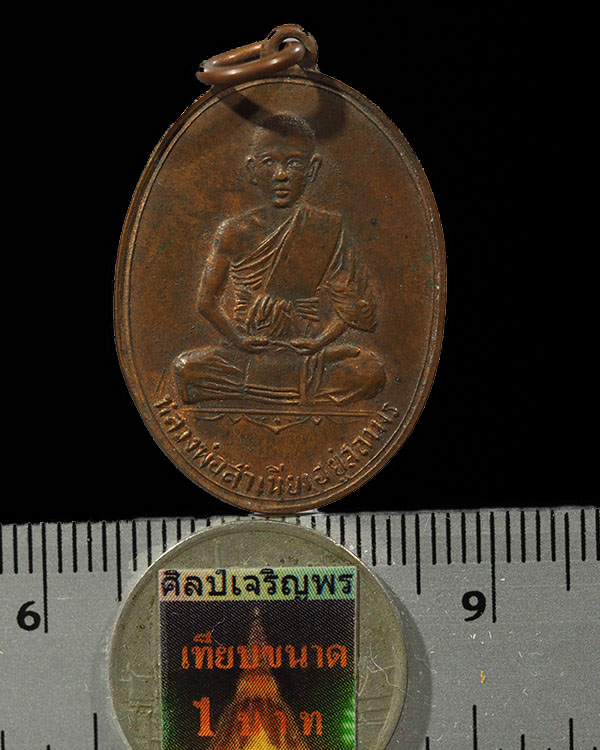 หลวงพ่อสำเนียงอยู่สถาพร
6
9
ศิลป์เจริญพร
เทียบขนาด
1 บาท